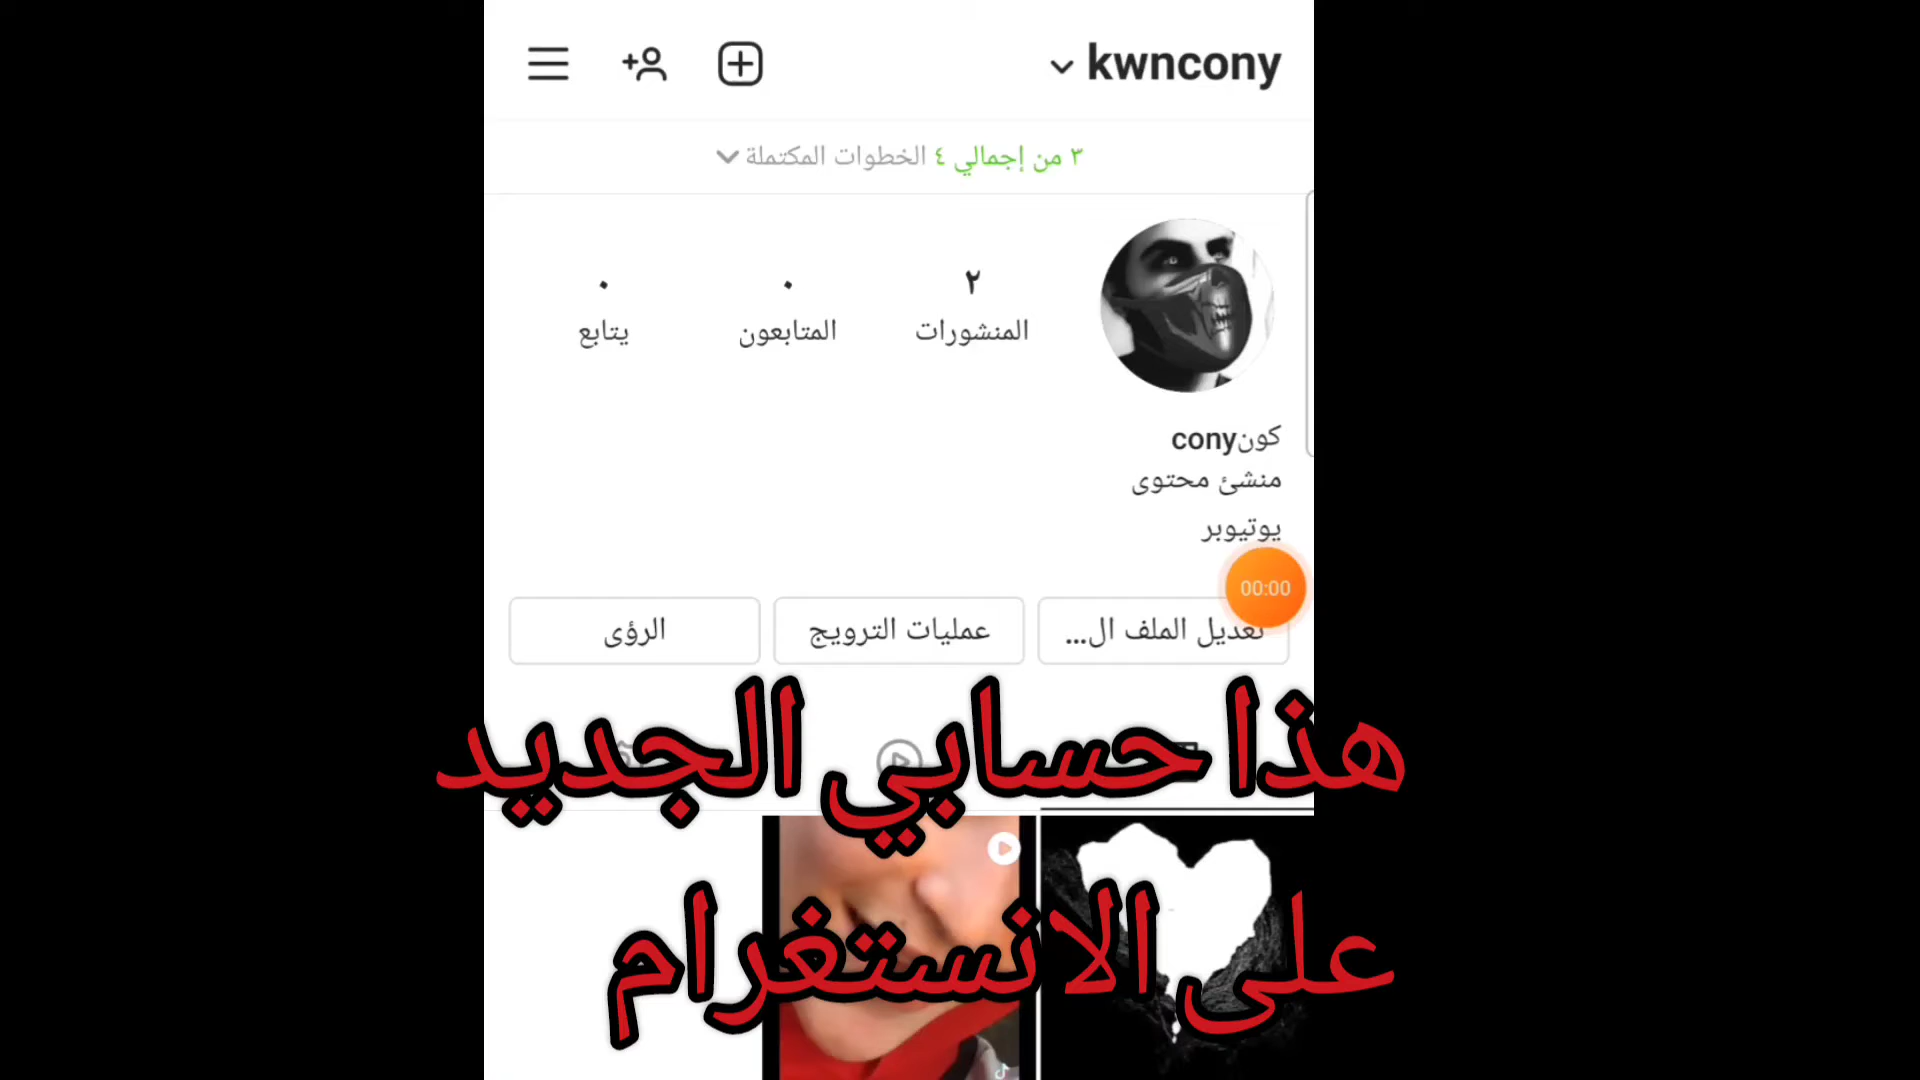 kwncony
٣ من إجمالي ٤ الخطوات المكتملة
٢
المنشورات
٠
المتابعون
٠
يتابع
كونcony
منشئ محتوى
يوتيوبر
00:00
تعديل الملف ال...
عمليات الترويج
الرؤى
هذا حسابي الجديد
على الانستغرام